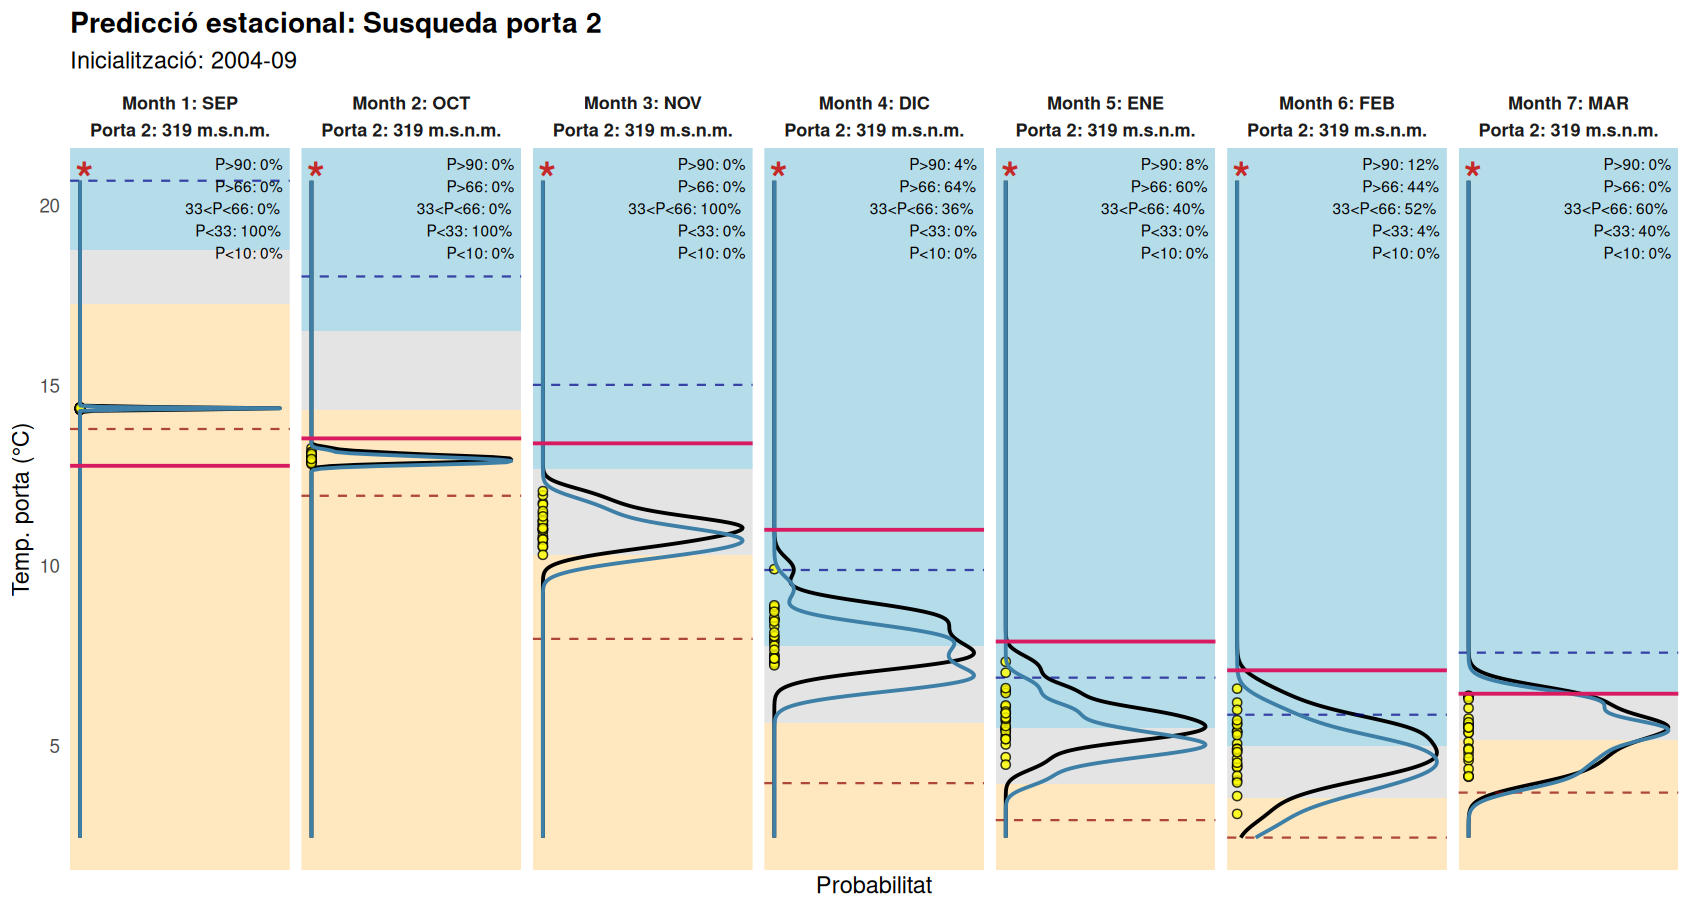 Predicció estacional: Susqueda porta 2
Inicialització: 2004-09
Month 1: SEP
Porta 2: 319 m.s.n.m.
Month 2: OCT
Porta 2: 319 m.s.n.m.
Month 3: NOV
Porta 2: 319 m.s.n.m.
Month 4: DIC
Porta 2: 319 m.s.n.m.
Month 5: ENE
Porta 2: 319 m.s.n.m.
Month 6: FEB
Porta 2: 319 m.s.n.m.
Month 7: MAR
Porta 2: 319 m.s.n.m.
*
P>90: 0%
P>66: 0%
33<P<66: 0%
P<33: 100%
P<10: 0%
*
P>90: 0%
P>66: 0%
33<P<66: 0%
P<33: 100%
P<10: 0%
*
P>90: 0%
P>66: 0%
33<P<66: 100%
P<33: 0%
P<10: 0%
*
P>90: 4%
P>66: 64%
33<P<66: 36%
P<33: 0%
P<10: 0%
*
P>90: 8%
P>66: 60%
33<P<66: 40%
P<33: 0%
P<10: 0%
*
P>90: 12%
P>66: 44%
33<P<66: 52%
P<33: 4%
P<10: 0%
*
P>90: 0%
P>66: 0%
33<P<66: 60%
P<33: 40%
P<10: 0%
20
15
10
5
Temp. porta (°C)
Probabilitat